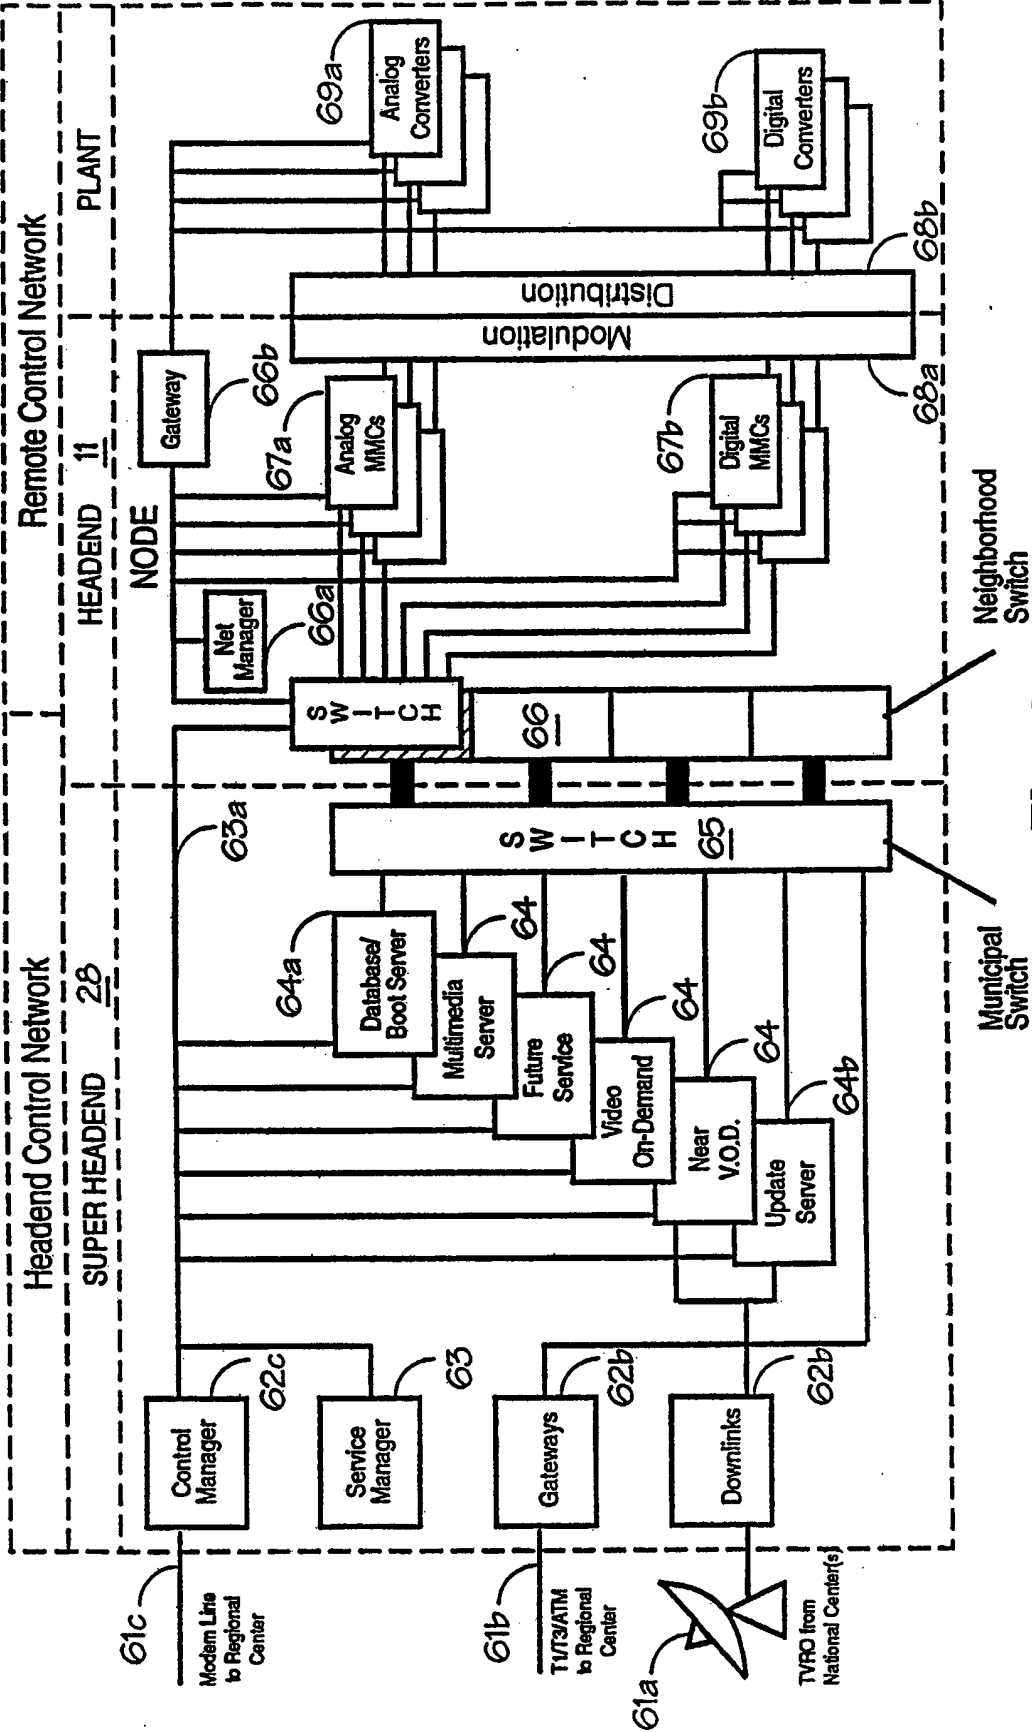 Headend Control Network
Remote Control Network
SUPER HEADEND
28
HEADEND
11
PLANT
NODE
61c
Modem Line
to Regional
Center
Control
Manager
62c
63a
Net
Manager
66a
Gateway
66b
Service
Manager
63
61b
T1/T3/ATM
to Regional
Center
Gateways
62b
61a
TVRO from
National Center(s)
Downlinks
62b
64a
Database/
Boot Server
Multimedia
Server
64
Future
Service
64
Video
On-Demand
64
Near
V.O.D.
64
Update
Server
64b
SWITCH
65
SWITCH
66
67a
Analog
MMCs
67b
Digital
MMCs
Modulation
68a
Distribution
68b
69a
Analog
Converters
69b
Digital
Converters
Municipal
Switch
Neighborhood
Switch